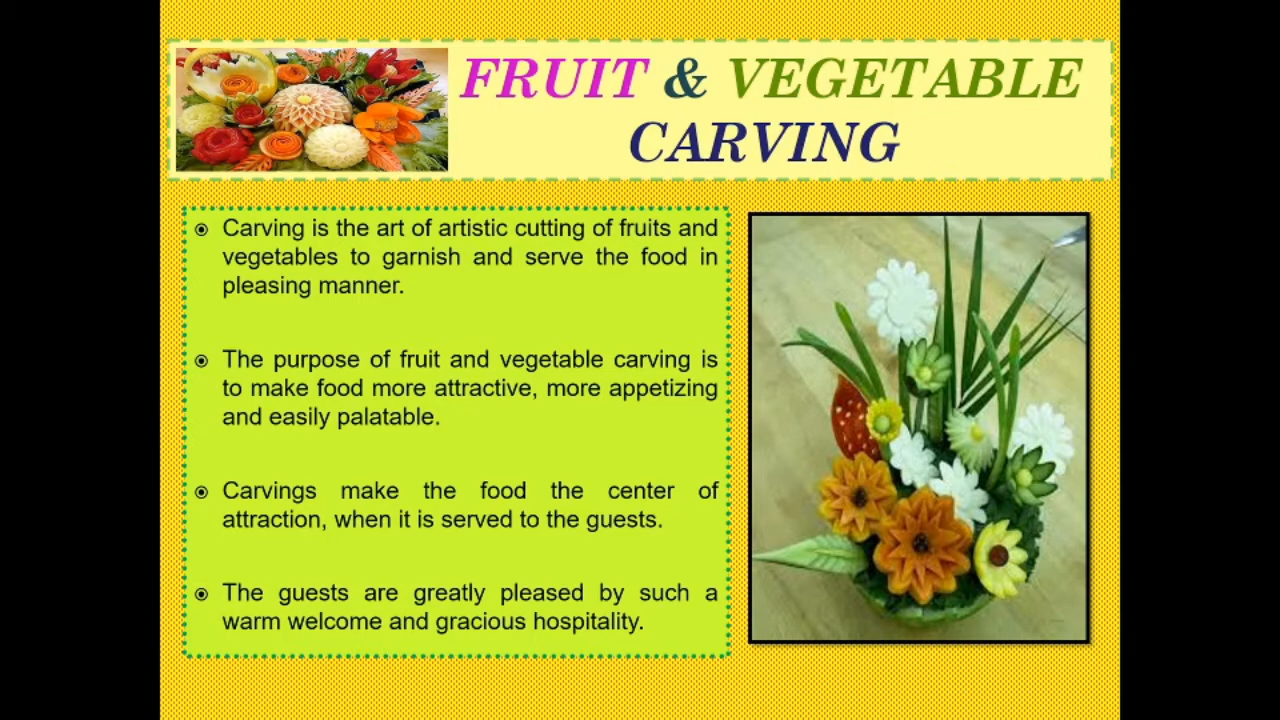 FRUIT & VEGETABLE
CARVING
Carving is the art of artistic cutting of fruits and
vegetables to garnish and serve the food in
pleasing manner.
The purpose of fruit and vegetable carving is
to make food more attractive, more appetizing
and easily palatable.
Carvings make the food the center of
attraction, when it is served to the guests.
The guests are greatly pleased by such a
warm welcome and gracious hospitality.